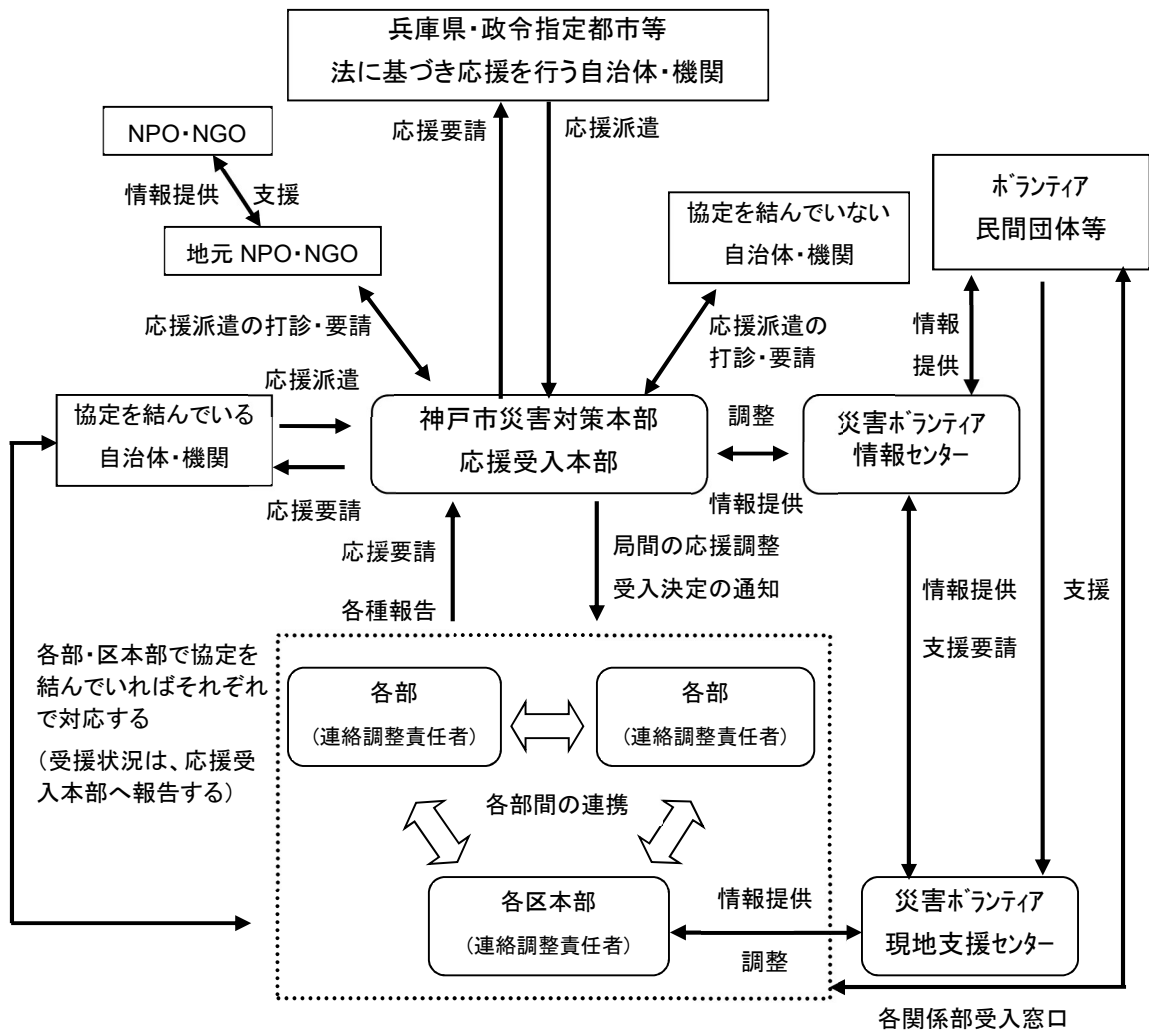 兵庫県・政令指定都市等
法に基づき応援を行う自治体・機関
応援要請
応援派遣
NPO・NGO
情報提供
支援
地元 NPO・NGO
協定を結んでいない
自治体・機関
ボランティア
民間団体等
応援派遣の打診・要請
応援派遣の
打診・要請
情報
提供
応援派遣
協定を結んでいる
自治体・機関
応援要請
神戸市災害対策本部
応援受入本部
調整
情報提供
災害ボランティア
情報センター
応援要請
各種報告
局間の応援調整
受入決定の通知
情報提供
支援要請
支援
各部・区本部で協定を
結んでいればそれぞれ
で対応する
(受援状況は、応援受
入本部へ報告する)
各部
(連絡調整責任者)
各部
(連絡調整責任者)
各部間の連携
各区本部
(連絡調整責任者)
情報提供
調整
災害ボランティア
現地支援センター
各関係部受入窓口